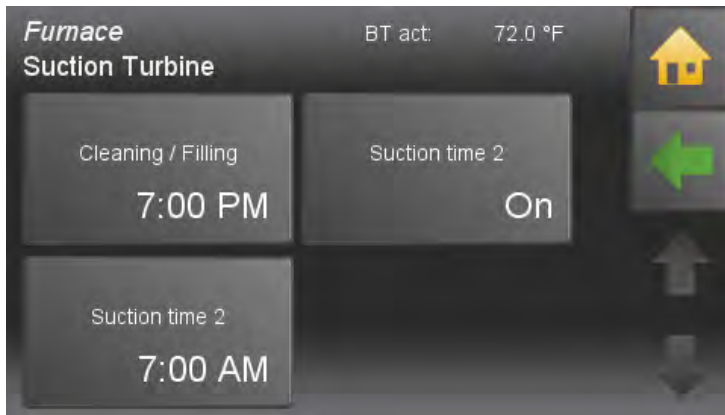 Furnace BT act: 72.0 °F
Suction Turbine
Cleaning / Filling
7:00 PM
Suction time 2
On
Suction time 2
7:00 AM